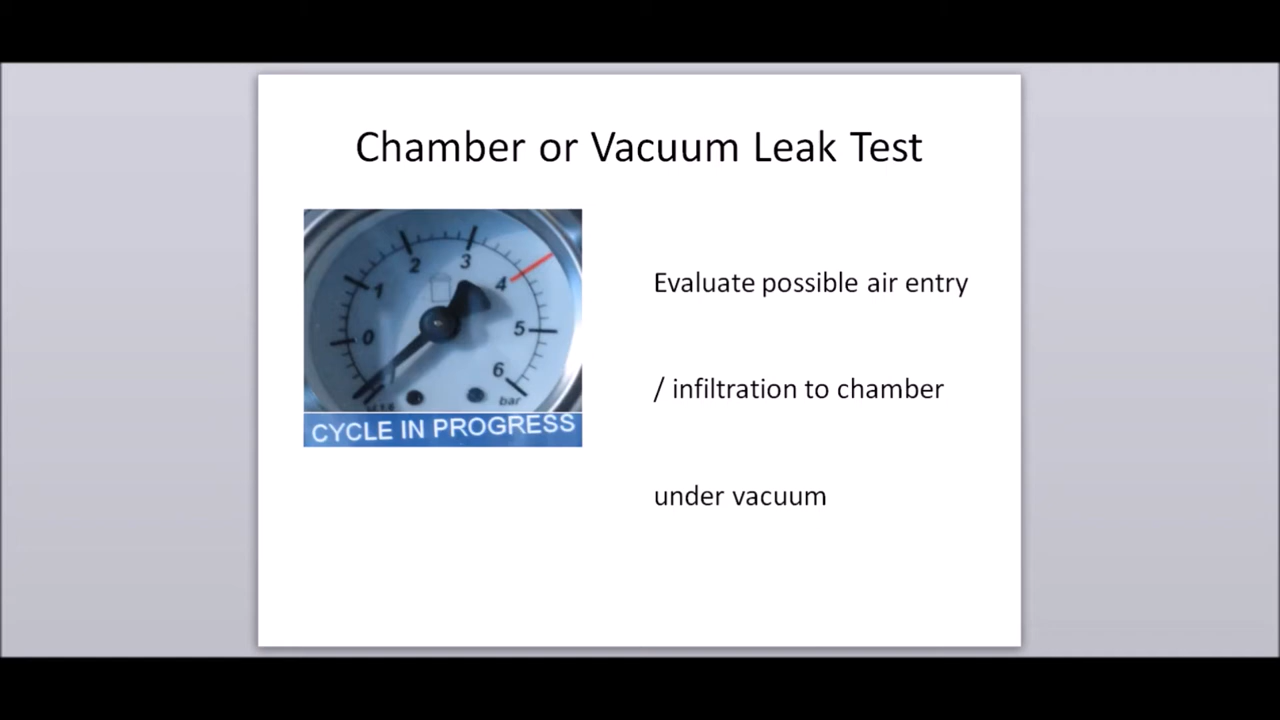 Chamber or Vacuum Leak Test
2
3
1
4
0
5
6
bar
CYCLE IN PROGRESS
Evaluate possible air entry
/ infiltration to chamber
under vacuum